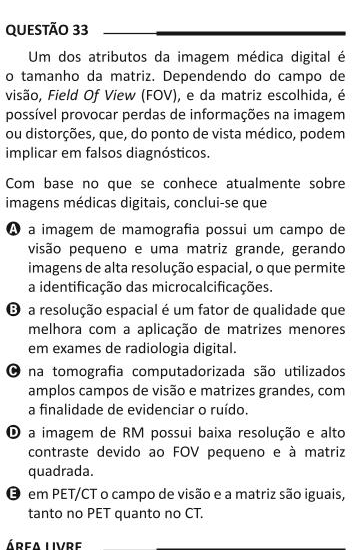 QUESTÃO 33
Um dos atributos da imagem médica digital é
o tamanho da matriz. Dependendo do campo de
visão, Field Of View (FOV), e da matriz escolhida, é
possível provocar perdas de informações na imagem
ou distorções, que, do ponto de vista médico, podem
implicar em falsos diagnósticos.
Com base no que se conhece atualmente sobre
imagens médicas digitais, conclui-se que
A a imagem de mamografia possui um campo de
visão pequeno e uma matriz grande, gerando
imagens de alta resolução espacial, o que permite
a identificação das microcalcificações.
B a resolução espacial é um fator de qualidade que
melhora com a aplicação de matrizes menores
em exames de radiologia digital.
C na tomografia computadorizada são utilizados
amplos campos de visão e matrizes grandes, com
a finalidade de evidenciar o ruído.
D a imagem de RM possui baixa resolução e alto
contraste devido ao FOV pequeno e à matriz
quadrada.
E em PET/CT o campo de visão e a matriz são iguais,
tanto no PET quanto no CT.
ÁREA LIVRE